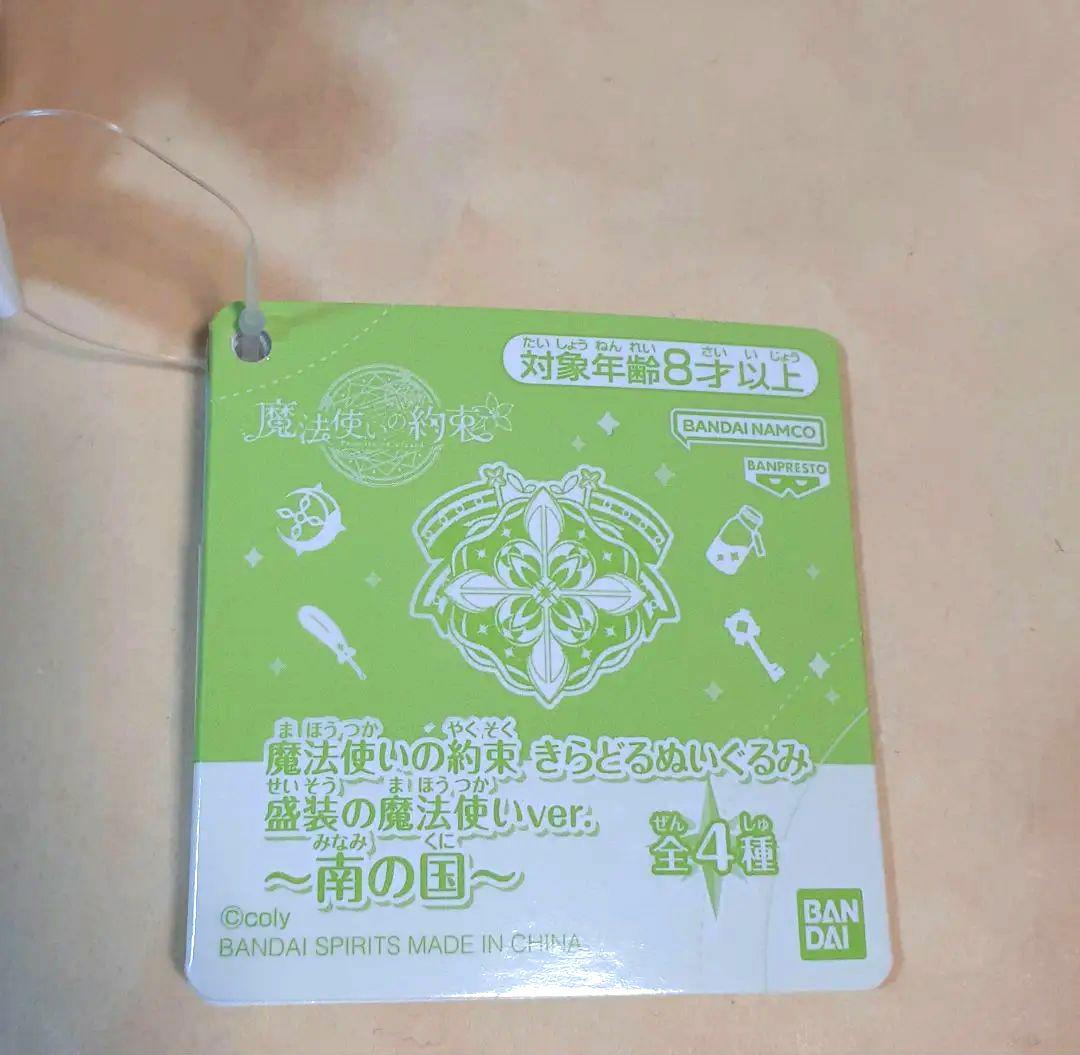 たいしょうねんれい さい いじょう
対象年齢8才以上
魔法使いの約束
BANDAI NAMCO
BANPRESTO
まほうつか やくそく
魔法使いの約束 きらどるぬいぐるみ
せいそう まほうつか
盛装の魔法使いver.
みなみ くに
～南の国～
ぜん しゅ
全4種
©coly
BANDAI SPIRITS MADE IN CHINA
BAN
DAI